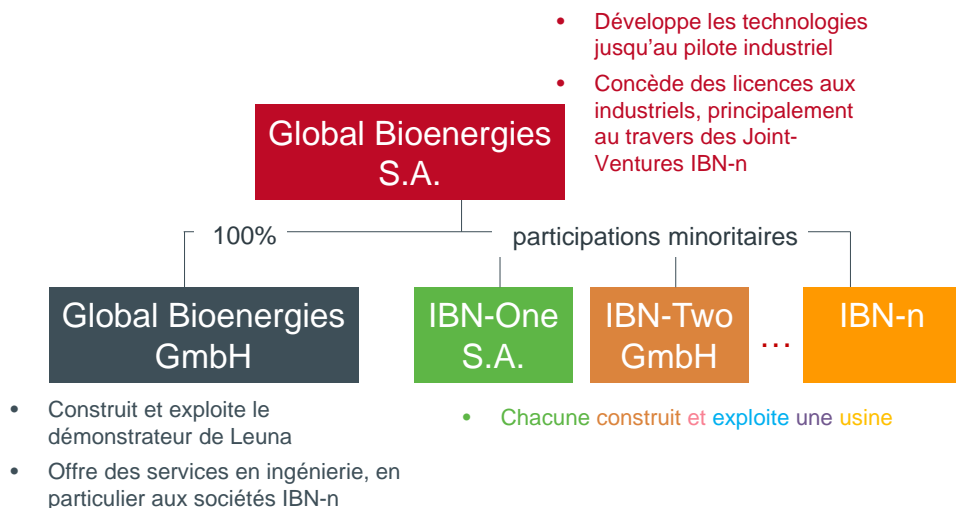 • Développe les technologies
jusqu'au pilote industriel
• Concède des licences aux
industriels, principalement
au travers des Joint-
Ventures IBN-n
Global Bioenergies
S.A.
100%
participations minoritaires
Global Bioenergies
GmbH
IBN-One
S.A.
IBN-Two
GmbH
...
IBN-n
• Construit et exploite le
démonstrateur de Leuna
• Offre des services en ingénierie, en
particulier aux sociétés IBN-n
• Chacune construit et exploite une usine